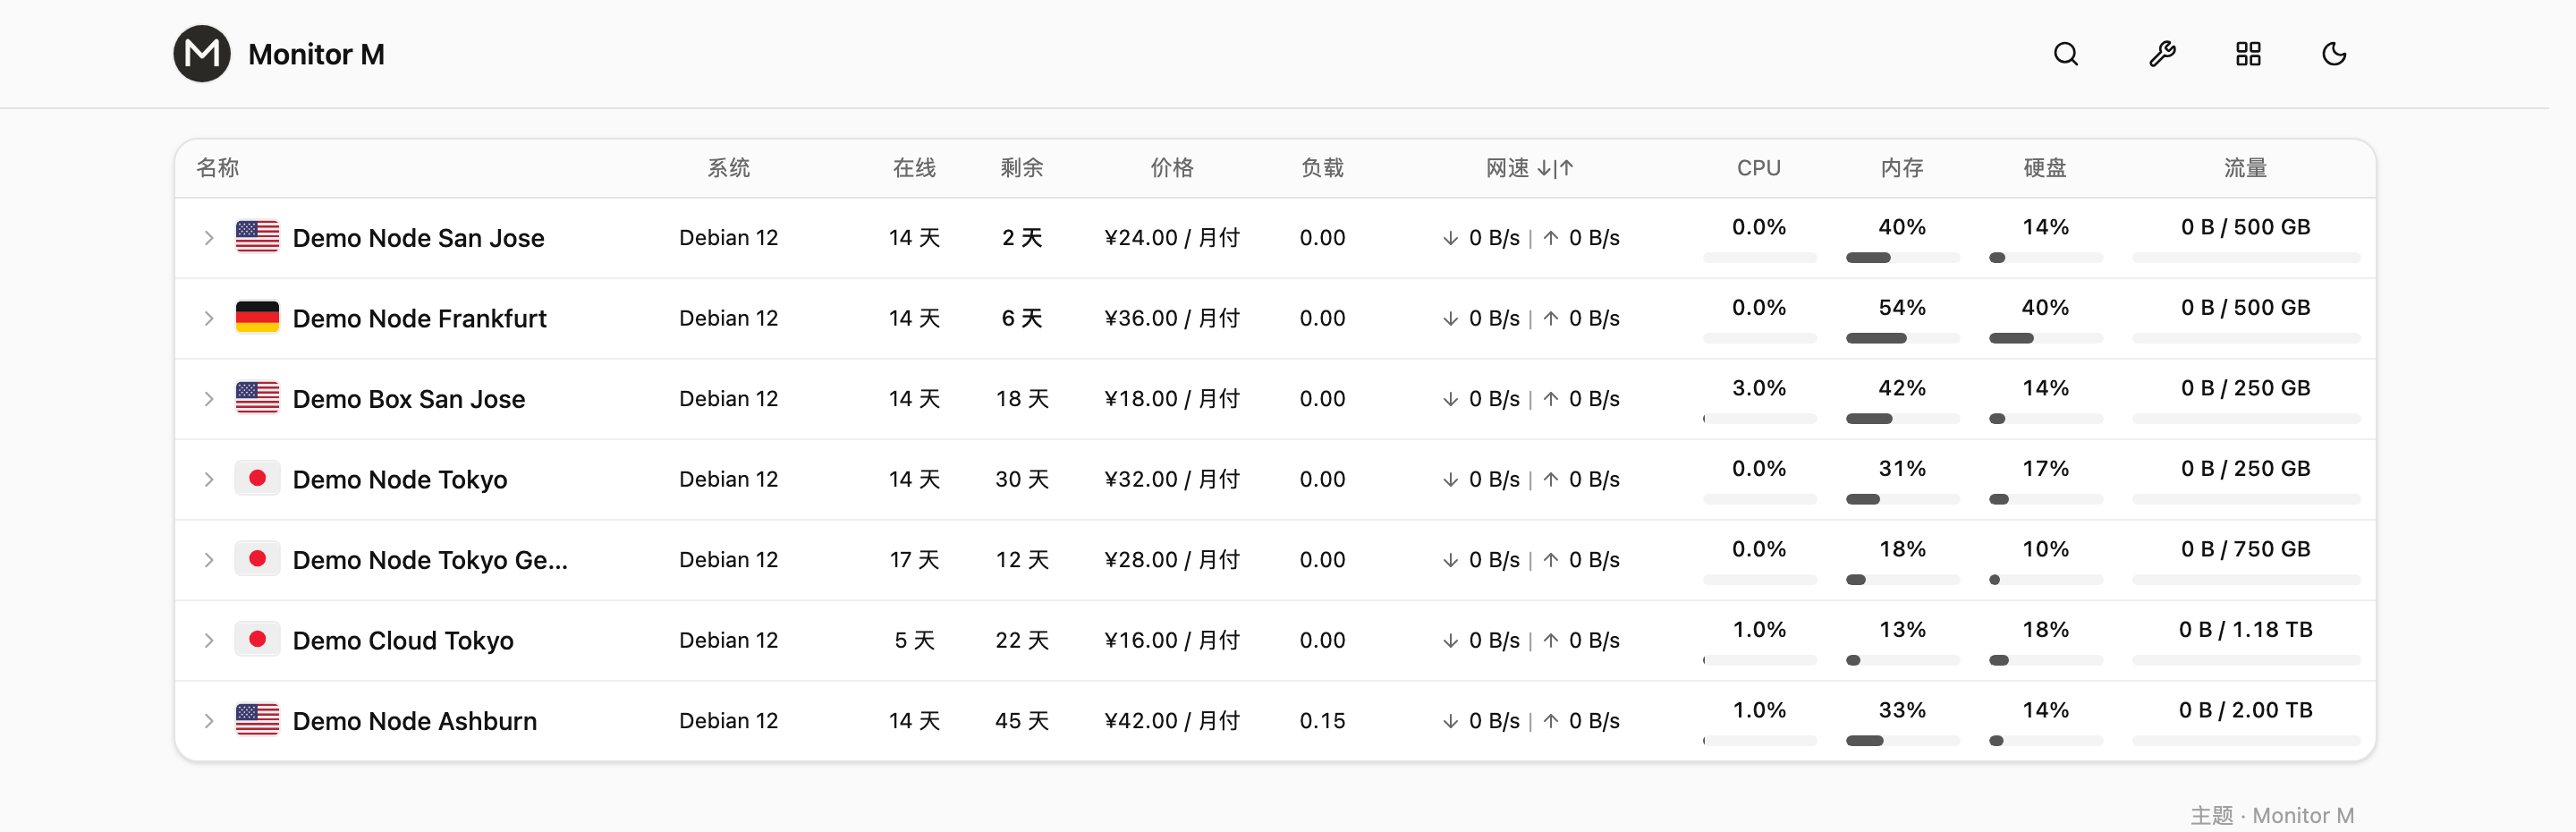 Monitor M
名称 系统 在线 剩余 价格 负载 网速 ↓|↑ CPU 内存 硬盘 流量
Demo Node San Jose Debian 12 14 天 2 天 ¥24.00 / 月付 0.00 ↓ 0 B/s | ↑ 0 B/s 0.0% 40% 14% 0 B / 500 GB
Demo Node Frankfurt Debian 12 14 天 6 天 ¥36.00 / 月付 0.00 ↓ 0 B/s | ↑ 0 B/s 0.0% 54% 40% 0 B / 500 GB
Demo Box San Jose Debian 12 14 天 18 天 ¥18.00 / 月付 0.00 ↓ 0 B/s | ↑ 0 B/s 3.0% 42% 14% 0 B / 250 GB
Demo Node Tokyo Debian 12 14 天 30 天 ¥32.00 / 月付 0.00 ↓ 0 B/s | ↑ 0 B/s 0.0% 31% 17% 0 B / 250 GB
Demo Node Tokyo Ge... Debian 12 17 天 12 天 ¥28.00 / 月付 0.00 ↓ 0 B/s | ↑ 0 B/s 0.0% 18% 10% 0 B / 750 GB
Demo Cloud Tokyo Debian 12 5 天 22 天 ¥16.00 / 月付 0.00 ↓ 0 B/s | ↑ 0 B/s 1.0% 13% 18% 0 B / 1.18 TB
Demo Node Ashburn Debian 12 14 天 45 天 ¥42.00 / 月付 0.15 ↓ 0 B/s | ↑ 0 B/s 1.0% 33% 14% 0 B / 2.00 TB
主题 · Monitor M